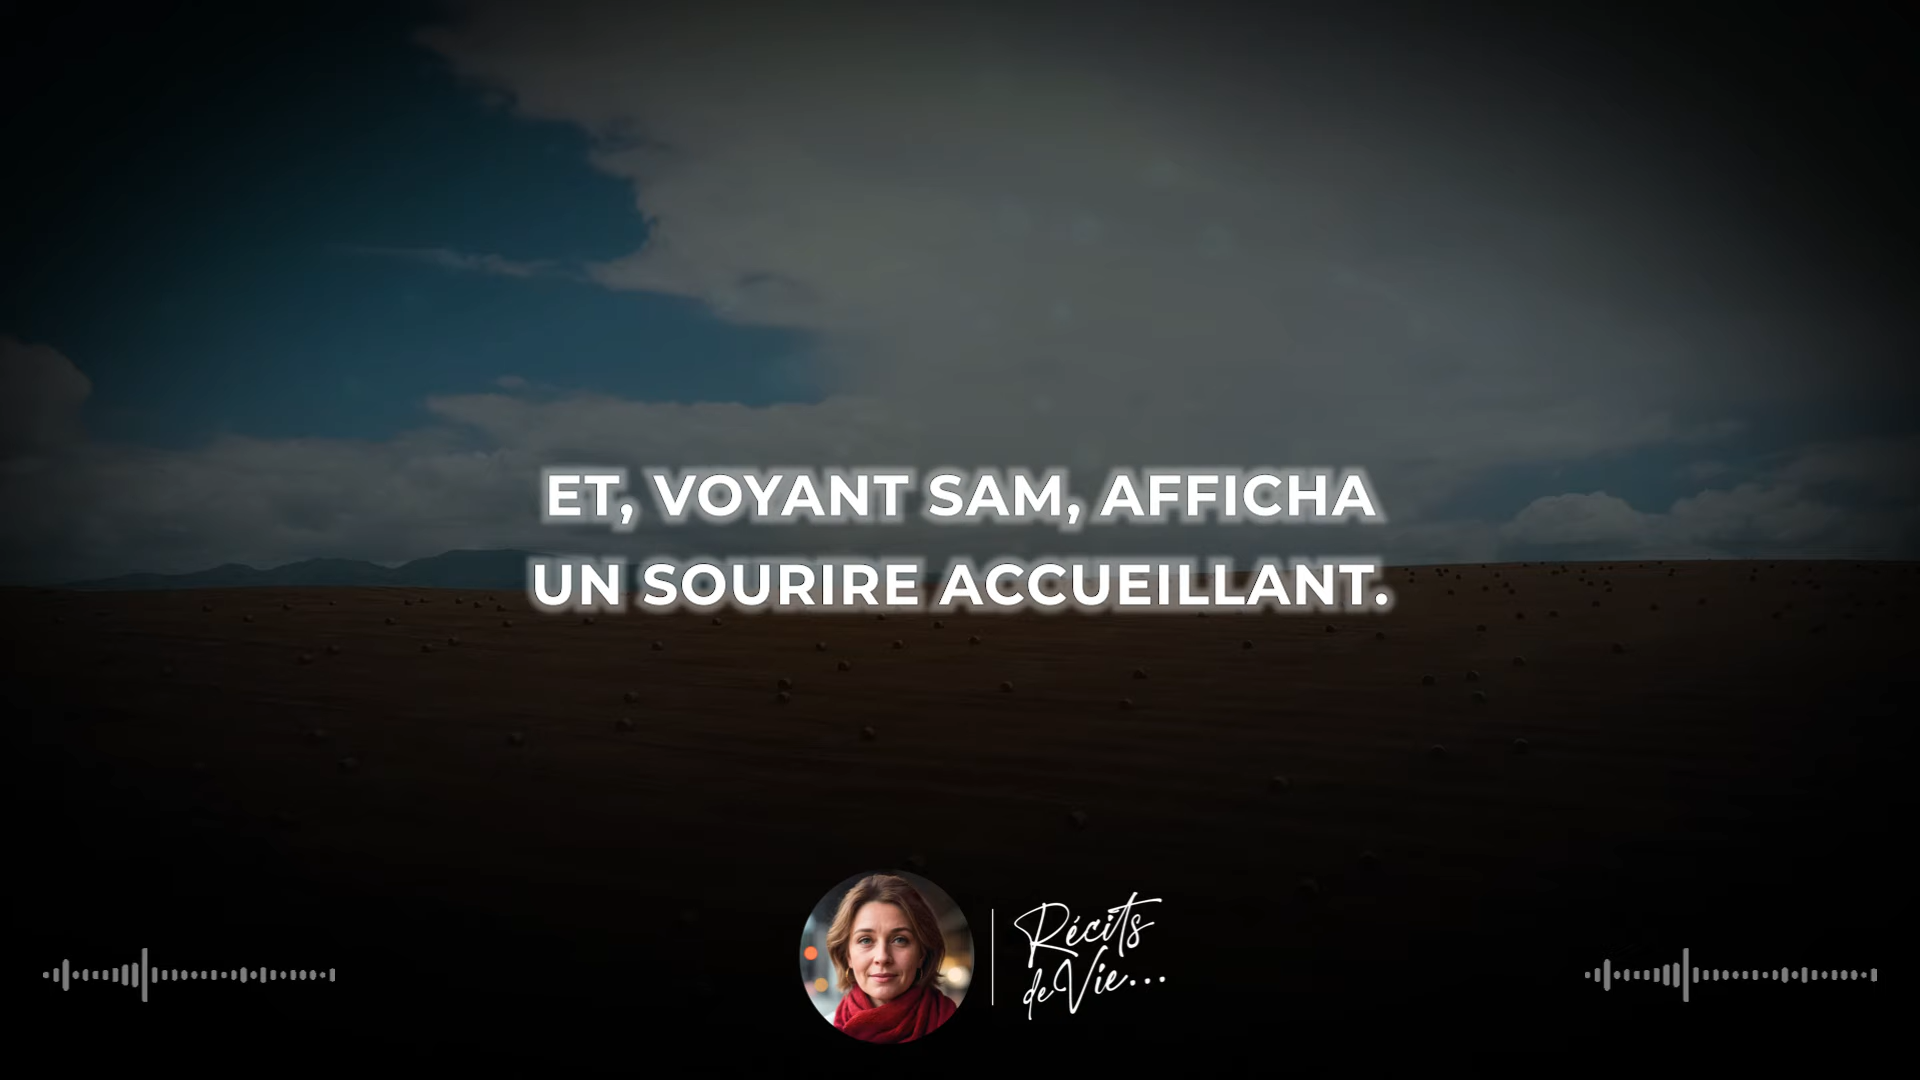 ET, VOYANT SAM, AFFICHA
UN SOURIRE ACCUEILLANT.
Récits
de Vie...